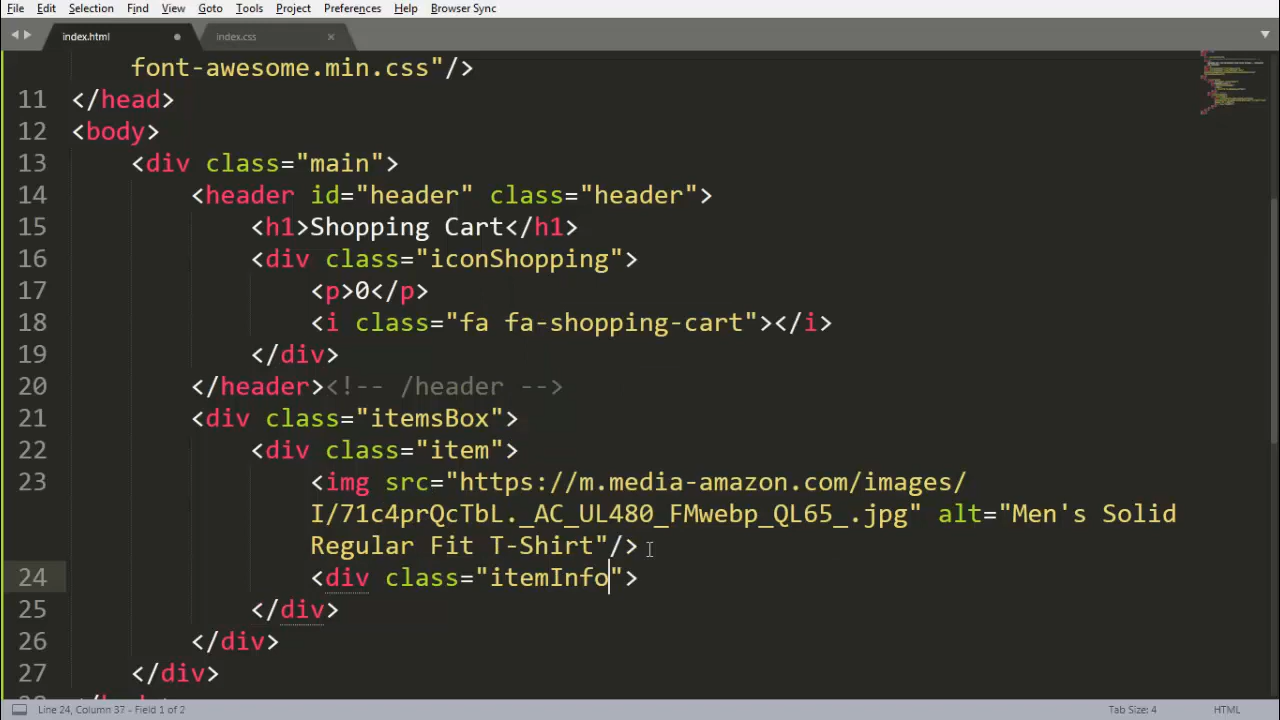 File Edit Selection Find View Goto Tools Project Preferences Help Browser Sync
index.html index.css
font-awesome.min.css"/>
11 </head>
12 <body>
13 <div class="main">
14 <header id="header" class="header">
15 <h1>Shopping Cart</h1>
16 <div class="iconShopping">
17 <p>0</p>
18 <i class="fa fa-shopping-cart"></i>
19 </div>
20 </header><!-- /header -->
21 <div class="itemsBox">
22 <div class="item">
23 <img src="https://m.media-amazon.com/images/
I/71c4prQcTbL._AC_UL480_FMwebp_QL65_.jpg" alt="Men's Solid
Regular Fit T-Shirt"/>
24 <div class="itemInfo">
25 </div>
26 </div>
27 </div>
Line 24, Column 37 - Field 1 of 2 Tab Size: 4 HTML